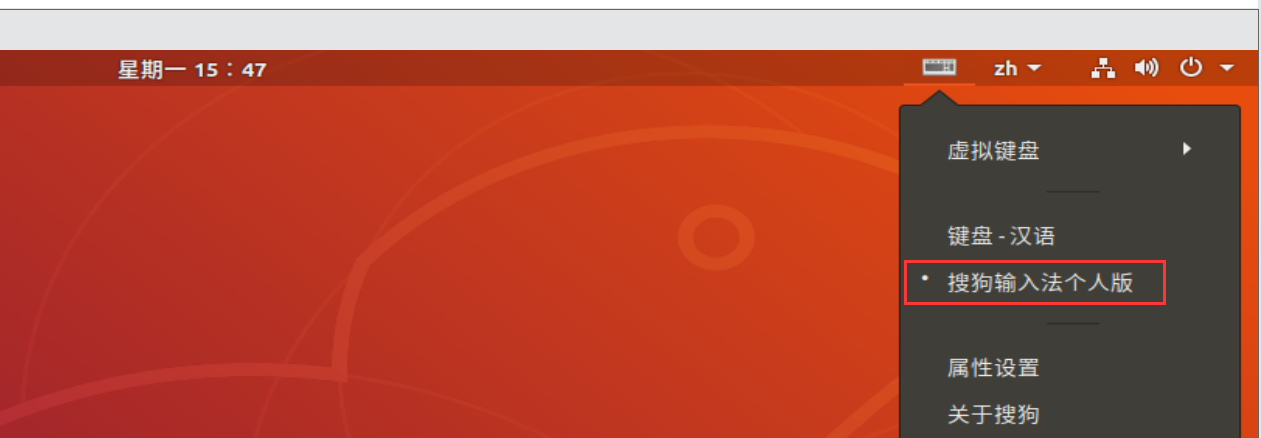 星期一 15：47
zh
虚拟键盘
键盘 - 汉语
搜狗输入法个人版
属性设置
关于搜狗